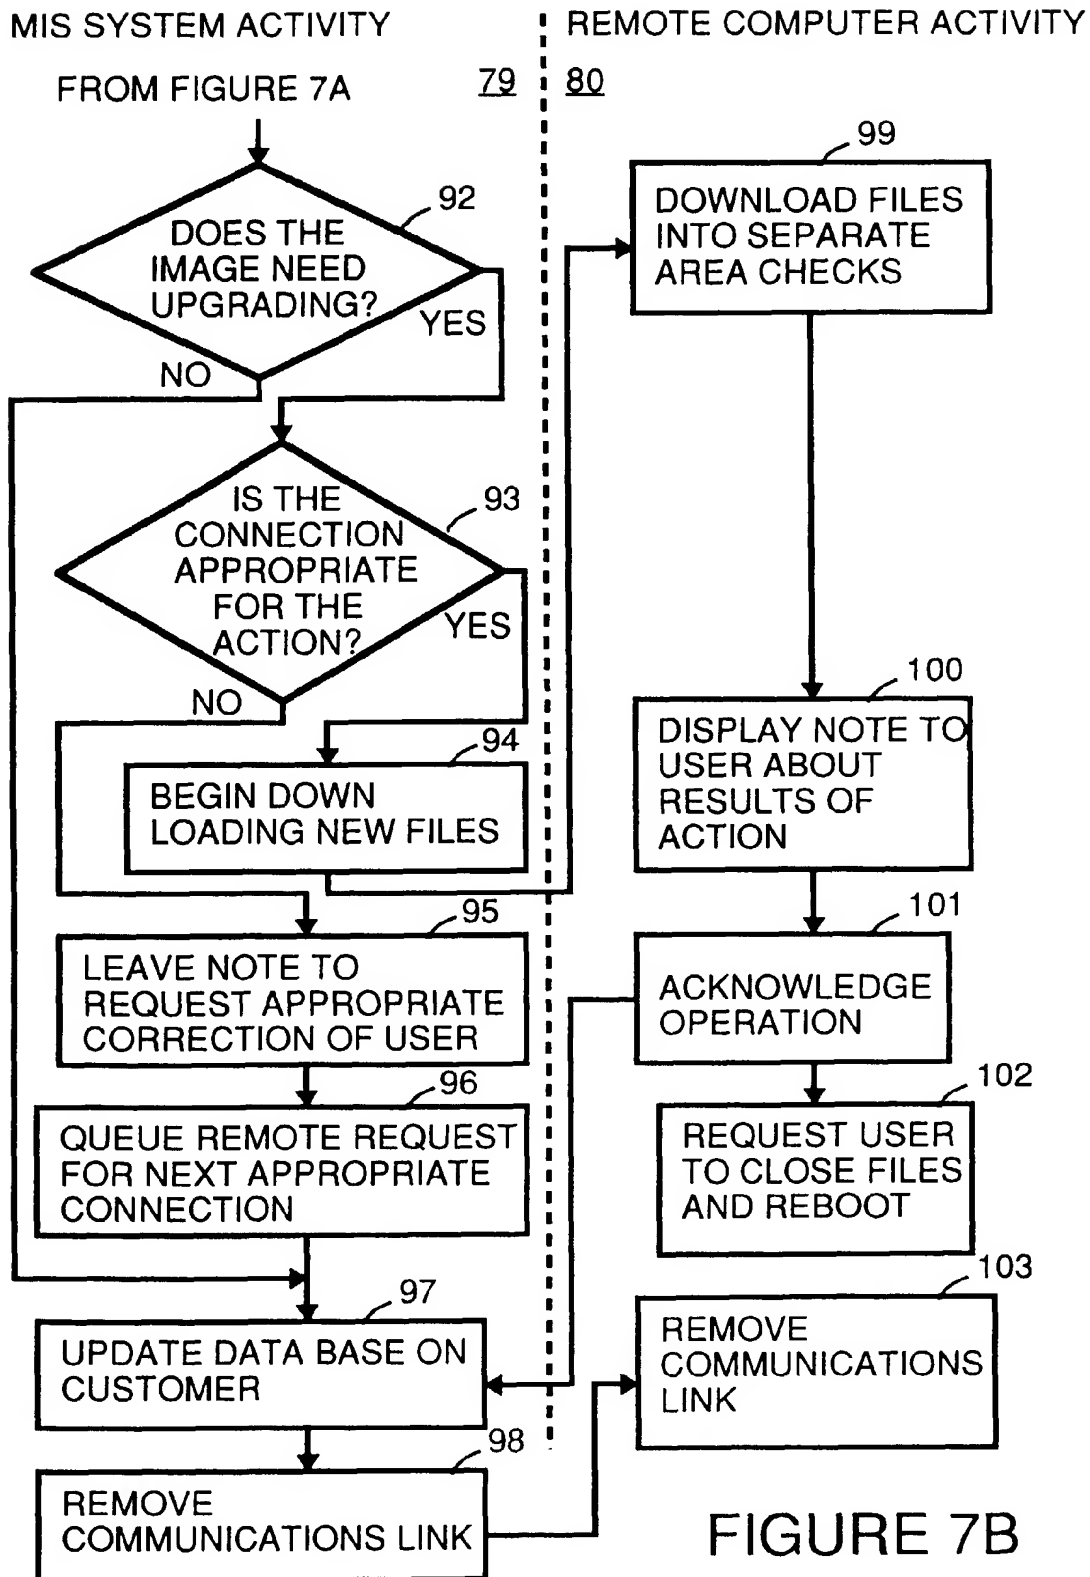 MIS SYSTEM ACTIVITY
REMOTE COMPUTER ACTIVITY
FROM FIGURE 7A
79
80
92
DOES THE
IMAGE NEED
UPGRADING?
YES
NO
93
IS THE
CONNECTION
APPROPRIATE
FOR THE
ACTION?
YES
NO
94
BEGIN DOWN
LOADING NEW FILES
95
LEAVE NOTE TO
REQUEST APPROPRIATE
CORRECTION OF USER
96
QUEUE REMOTE REQUEST
FOR NEXT APPROPRIATE
CONNECTION
97
UPDATE DATA BASE ON
CUSTOMER
98
REMOVE
COMMUNICATIONS LINK
99
DOWNLOAD FILES
INTO SEPARATE
AREA CHECKS
100
DISPLAY NOTE TO
USER ABOUT
RESULTS OF
ACTION
101
ACKNOWLEDGE
OPERATION
102
REQUEST USER
TO CLOSE FILES
AND REBOOT
103
REMOVE
COMMUNICATIONS
LINK
FIGURE 7B